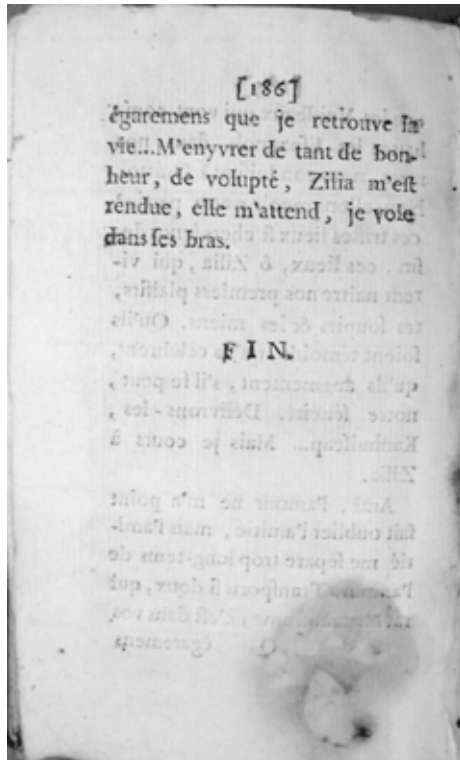 [186]
égaremens que je retrouve la
vie...M'enyvrer de tant de bon-
heur, de volupté, Zilia m'eſt
rendue, elle m'attend, je vole
dans ſes bras.
FIN.